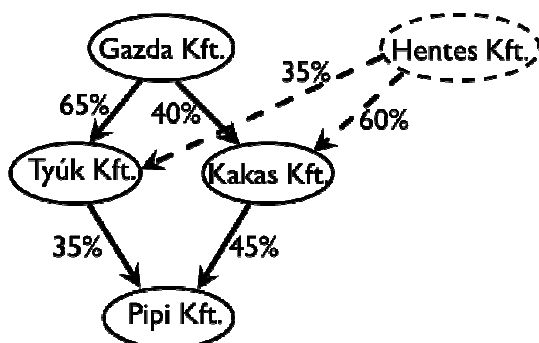 Gazda Kft.
Hentes Kft.
35%
65%
40%
60%
Tyúk Kft.
Kakas Kft.
35%
45%
Pipi Kft.